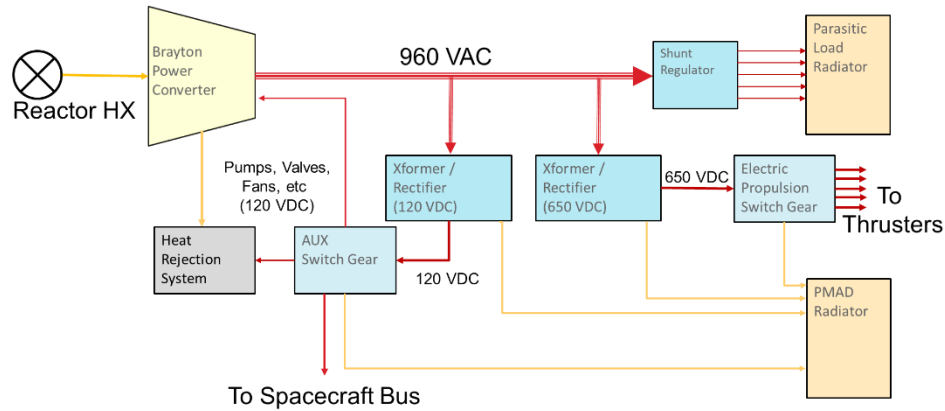 Brayton
Power
Converter
960 VAC
Shunt
Regulator
Parasitic
Load
Radiator
Reactor HX
Pumps, Valves,
Fans, etc
(120 VDC)
Xformer /
Rectifier
(120 VDC)
Xformer /
Rectifier
(650 VDC)
650 VDC
Electric
Propulsion
Switch Gear
To
Thrusters
Heat
Rejection
System
AUX
Switch Gear
120 VDC
PMAD
Radiator
To Spacecraft Bus